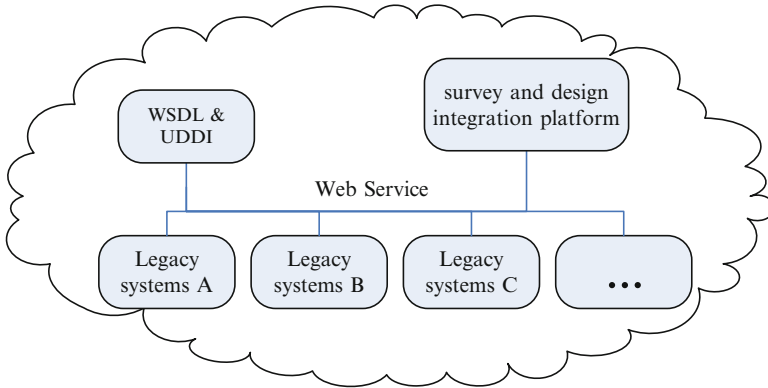 WSDL &
UDDI
survey and design
integration platform
Web Service
Legacy
systems A
Legacy
systems B
Legacy
systems C
...